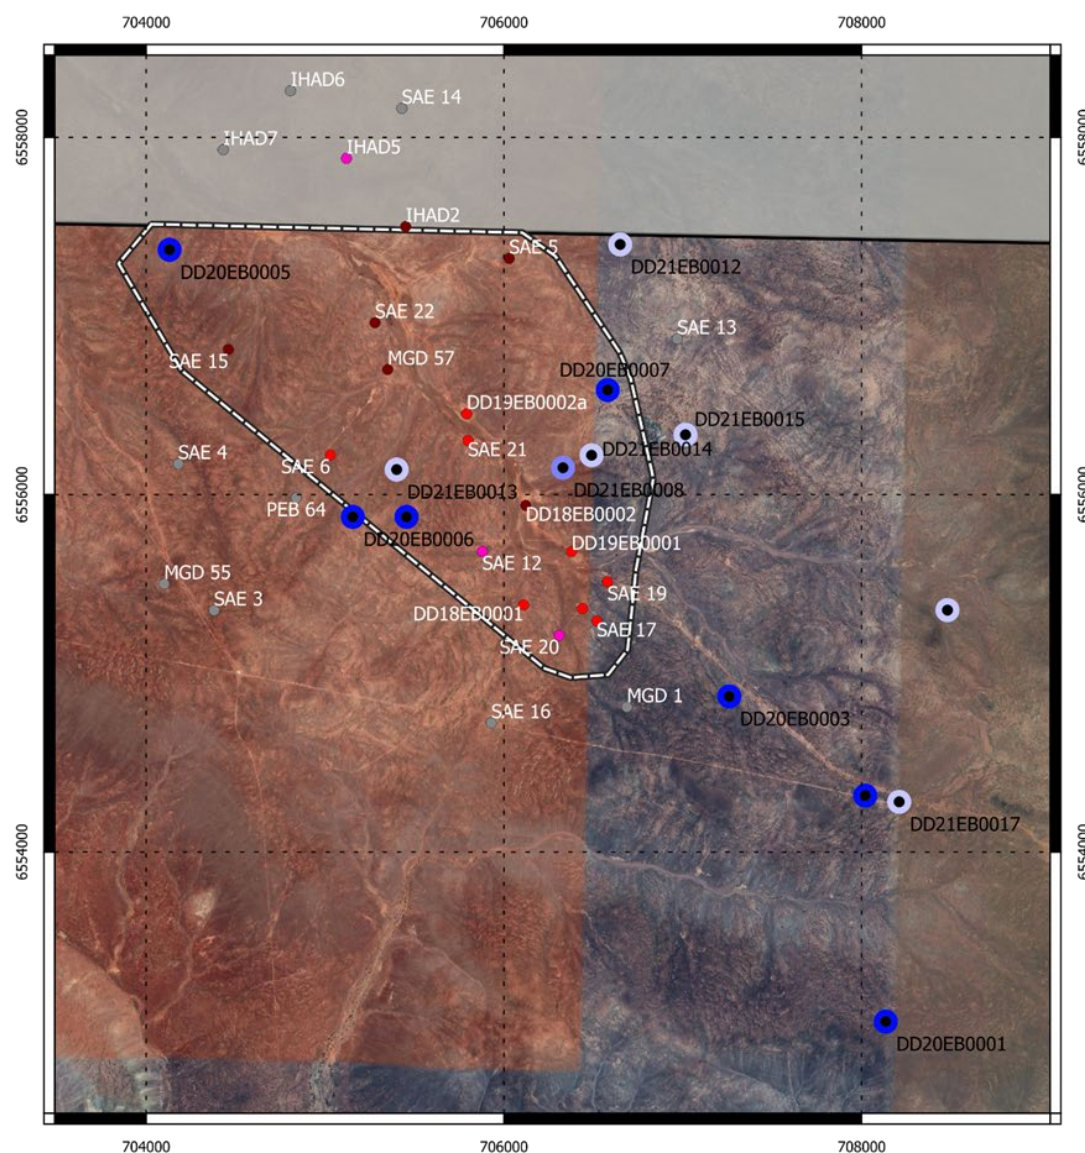 704000
706000
708000
IHAD6
SAE 14
6558000
6558000
IHAD7
IHAD5
IHAD2
SAE 5
DD20EB0005
DD21EB0012
SAE 22
SAE 13
SAE 15
MGD 57
DD20EB0007
DD19EB0002a
DD21EB0015
SAE 21
DD21EB0014
SAE 4
SAE 6
DD21EB0013
DD21EB0008
6556000
6556000
PEB 64
DD18EB0002
DD20EB0006
DD19EB0001
SAE 12
MGD 55
SAE 3
SAE 19
DD18EB0001
SAE 17
SAE 20
MGD 1
SAE 16
DD20EB0003
DD21EB0017
6554000
6554000
DD20EB0001
704000
706000
708000